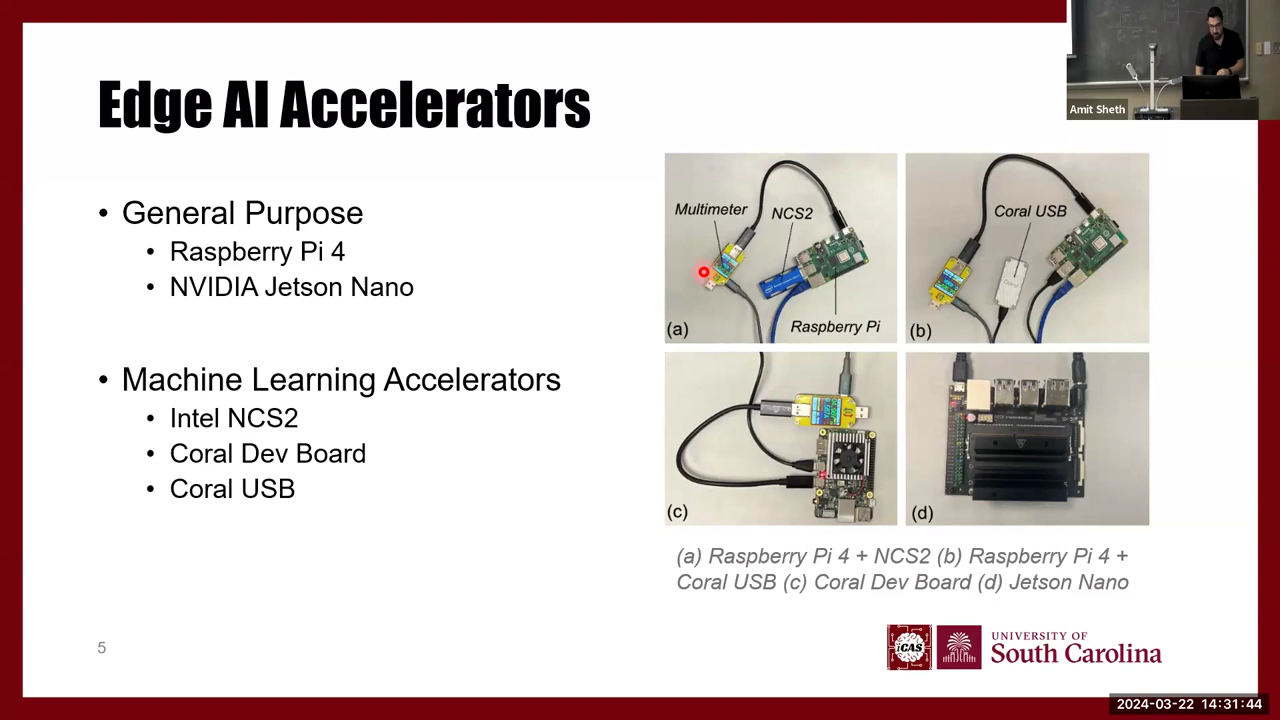 Edge AI Accelerators
Amit Sheth
• General Purpose
• Raspberry Pi 4
• NVIDIA Jetson Nano
• Machine Learning Accelerators
• Intel NCS2
• Coral Dev Board
• Coral USB
Multimeter
NCS2
Raspberry Pi
(a)
Coral USB
(b)
(c)
(d)
(a) Raspberry Pi 4 + NCS2 (b) Raspberry Pi 4 +
Coral USB (c) Coral Dev Board (d) Jetson Nano
5
iCAS
UNIVERSITY OF
South Carolina
2024-03-22 14:31:44